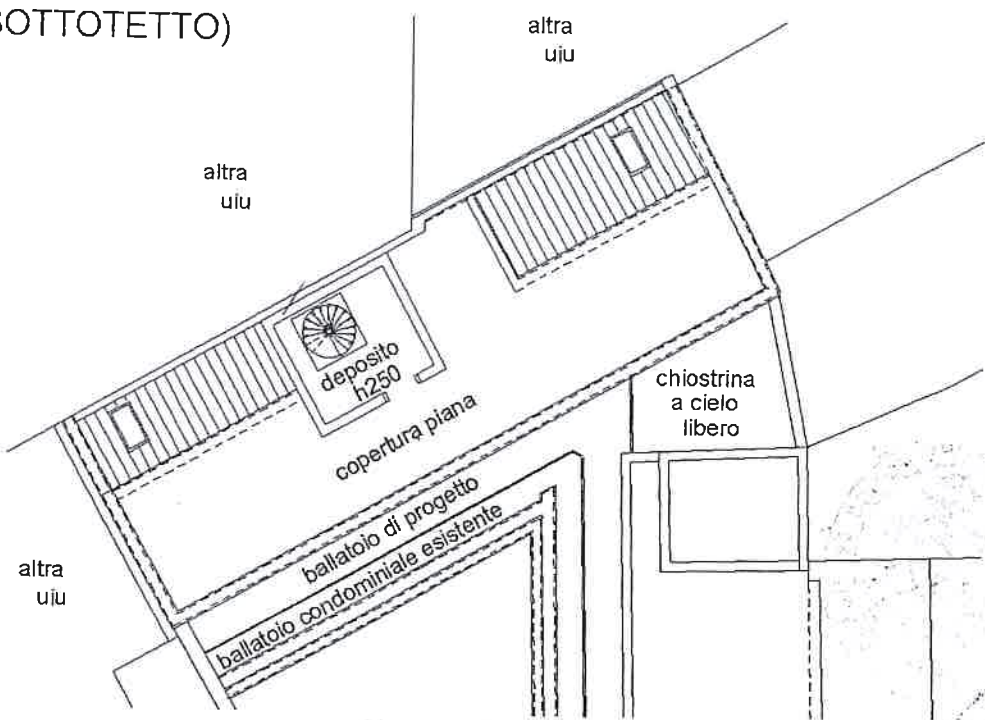 SOTTOTETTO)
altra
uiu
altra
uiu
deposito
h250
copertura piana
chiostrina
a cielo
libero
ballatoio di progetto
ballatoio condominiale esistente
altra
uiu